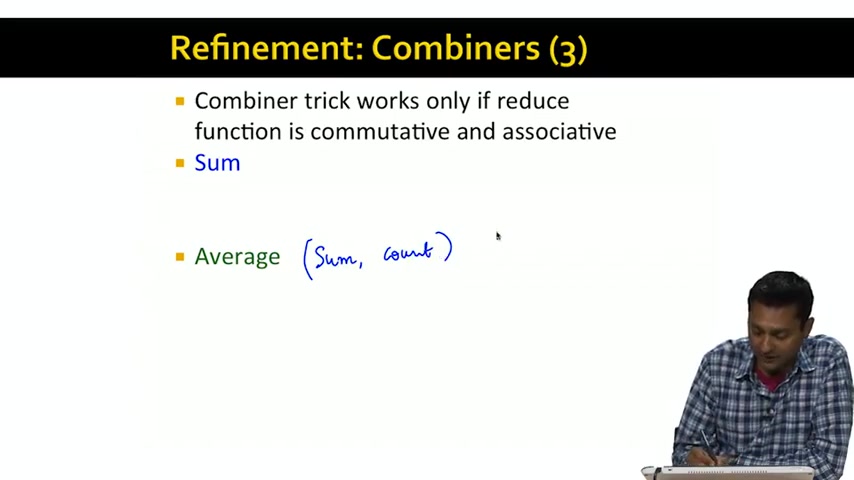 Refinement: Combiners (3)
Combiner trick works only if reduce
function is commutative and associative
Sum
Average (Sum, count)